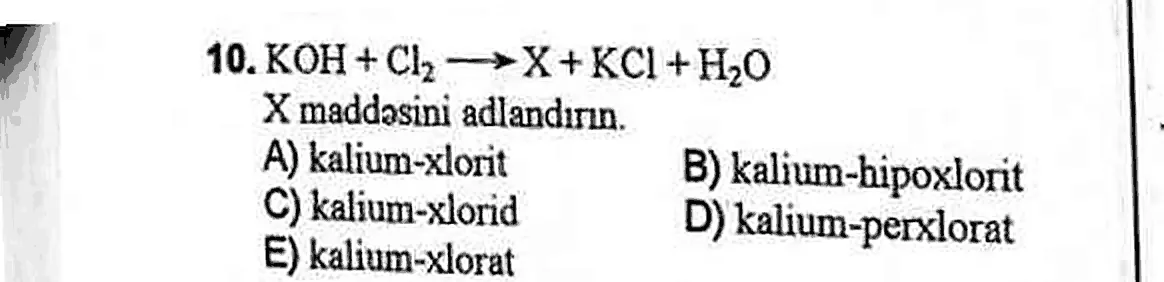 10. KOH + Cl₂ ⟶ X + KCl + H₂O
X maddəsini adlandırın.
A) kalium-xlorit B) kalium-hipoxlorit
C) kalium-xlorid D) kalium-perxlorat
E) kalium-xlorat